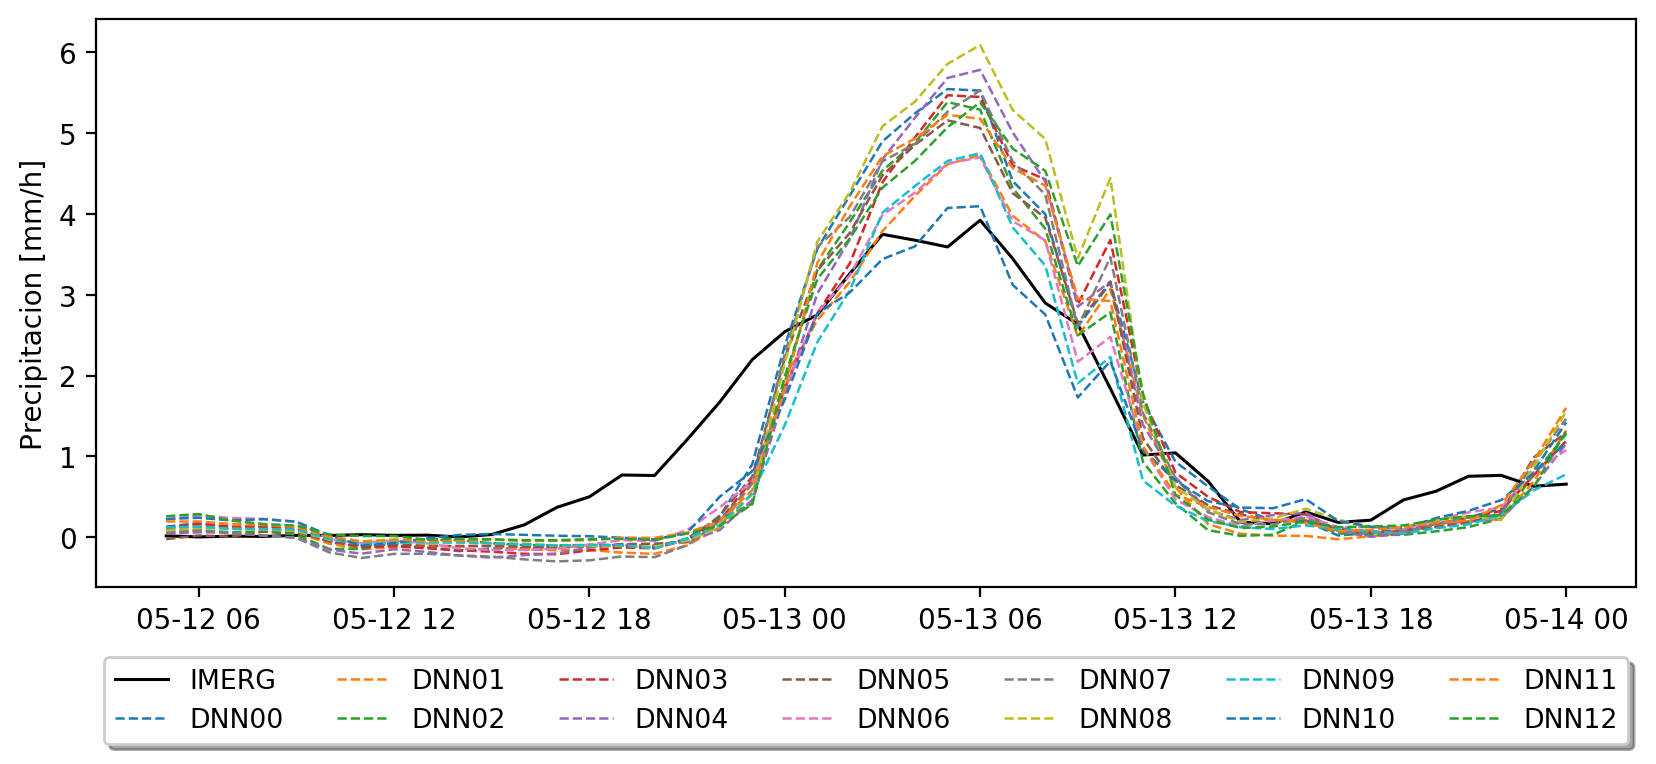 Precipitacion [mm/h]
6
5
4
3
2
1
0
05-12 06 05-12 12 05-12 18 05-13 00 05-13 06 05-13 12 05-13 18 05-14 00
IMERG DNN01 DNN03 DNN05 DNN07 DNN09 DNN11
DNN00 DNN02 DNN04 DNN06 DNN08 DNN10 DNN12